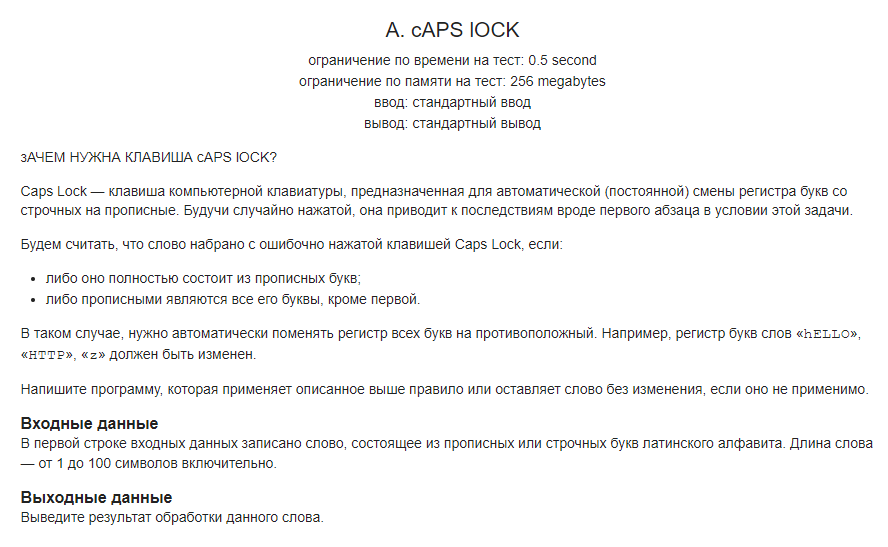 A. cAPS lOCK
ограничение по времени на тест: 0.5 second
ограничение по памяти на тест: 256 megabytes
ввод: стандартный ввод
вывод: стандартный вывод
зАЧЕМ НУЖНА КЛАВИША cAPS lOCK?
Caps Lock — клавиша компьютерной клавиатуры, предназначенная для автоматической (постоянной) смены регистра букв со
строчных на прописные. Будучи случайно нажатой, она приводит к последствиям вроде первого абзаца в условии этой задачи.
Будем считать, что слово набрано с ошибочно нажатой клавишей Caps Lock, если:
• либо оно полностью состоит из прописных букв;
• либо прописными являются все его буквы, кроме первой.
В таком случае, нужно автоматически поменять регистр всех букв на противоположный. Например, регистр букв слов «hELLO»,
«HTTP», «z» должен быть изменен.
Напишите программу, которая применяет описанное выше правило или оставляет слово без изменения, если оно не применимо.
Входные данные
В первой строке входных данных записано слово, состоящее из прописных или строчных букв латинского алфавита. Длина слова
— от 1 до 100 символов включительно.
Выходные данные
Выведите результат обработки данного слова.